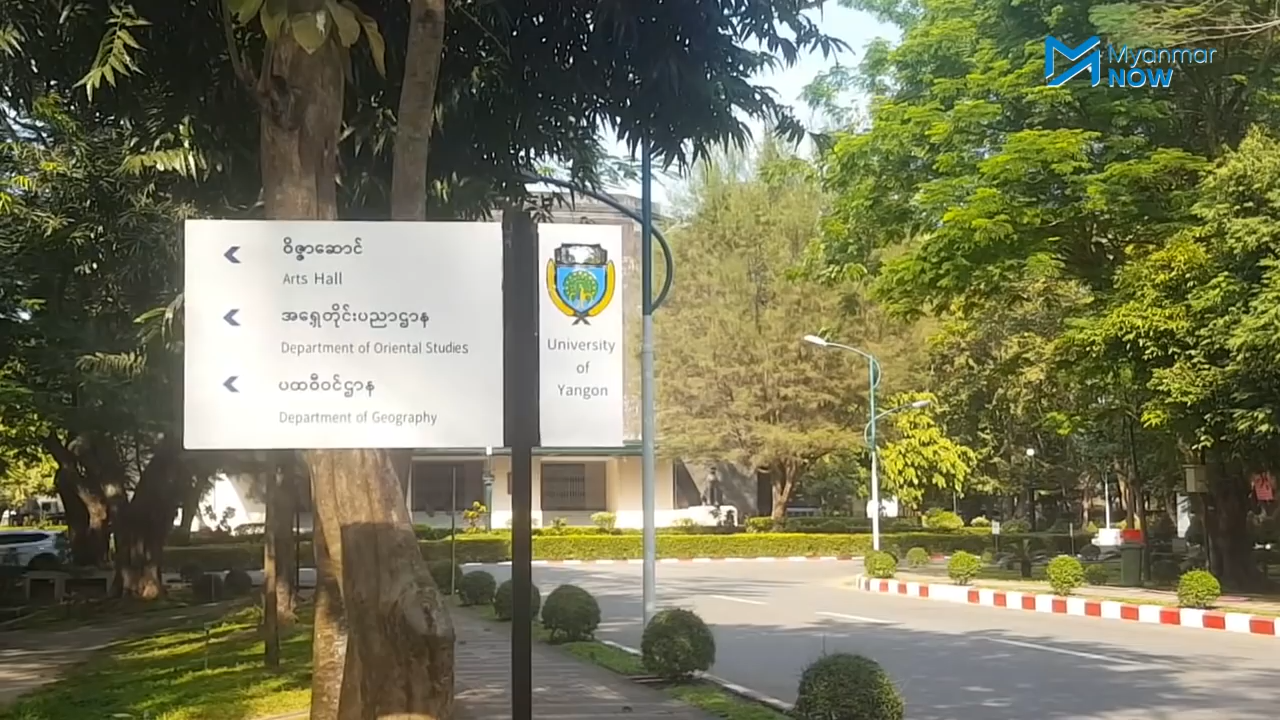 Myanmar
NOW
ဝိဇ္ဇာဆောင်
Arts Hall
အရှေ့တိုင်းပညာဌာန
Department of Oriental Studies
ပထဝီဝင်ဌာန
Department of Geography
University
of
Yangon